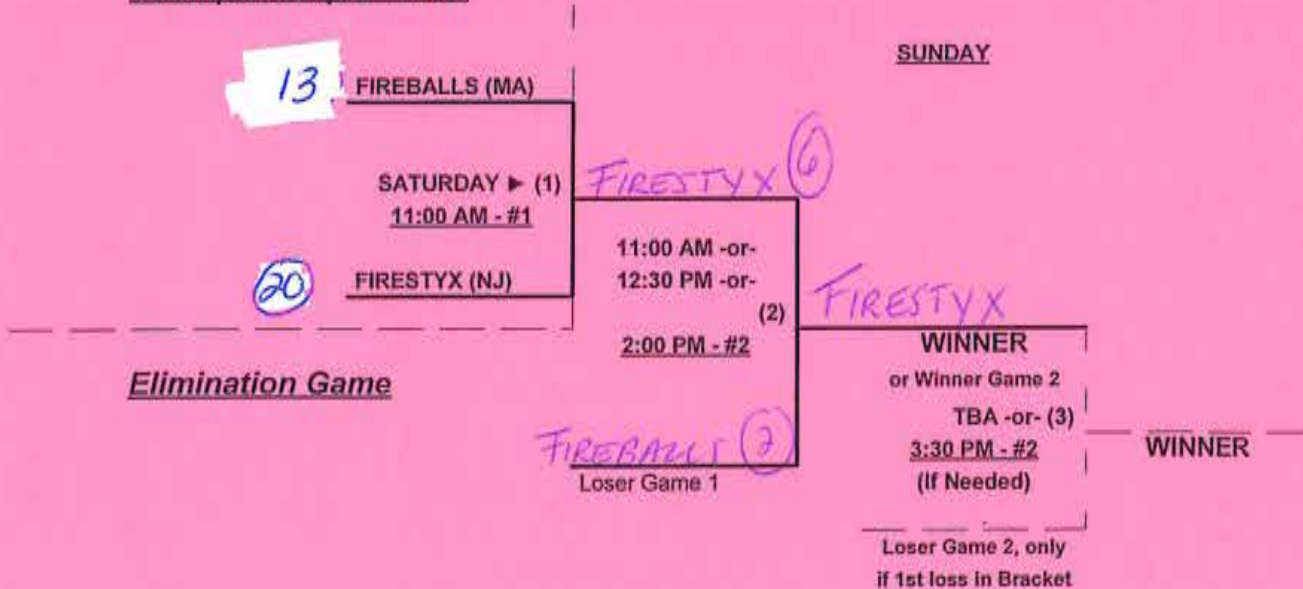 SUNDAY
13 FIREBALLS (MA)
SATURDAY ► (1)
11:00 AM - #1
20 FIRESTYX (NJ)
FIRESTYX 6
11:00 AM -or-
12:30 PM -or-
(2)
2:00 PM - #2
FIRESTYX
WINNER
or Winner Game 2
TBA -or- (3)
3:30 PM - #2
(If Needed)
WINNER
Elimination Game
FIREBALLS
Loser Game 1
Loser Game 2, only
if 1st loss in Bracket